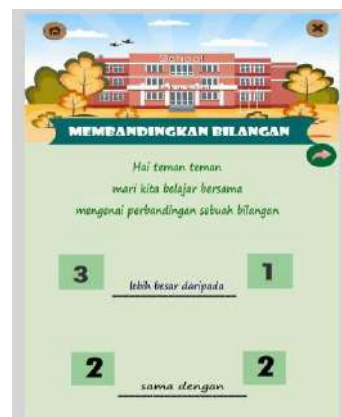 School
MEMBANDINGKAN BILANGAN
Hai teman teman
mari kita belajar bersama
mengenai perbandingan sebuah bilangan
3 lebih besar daripada 1
2 sama dengan 2